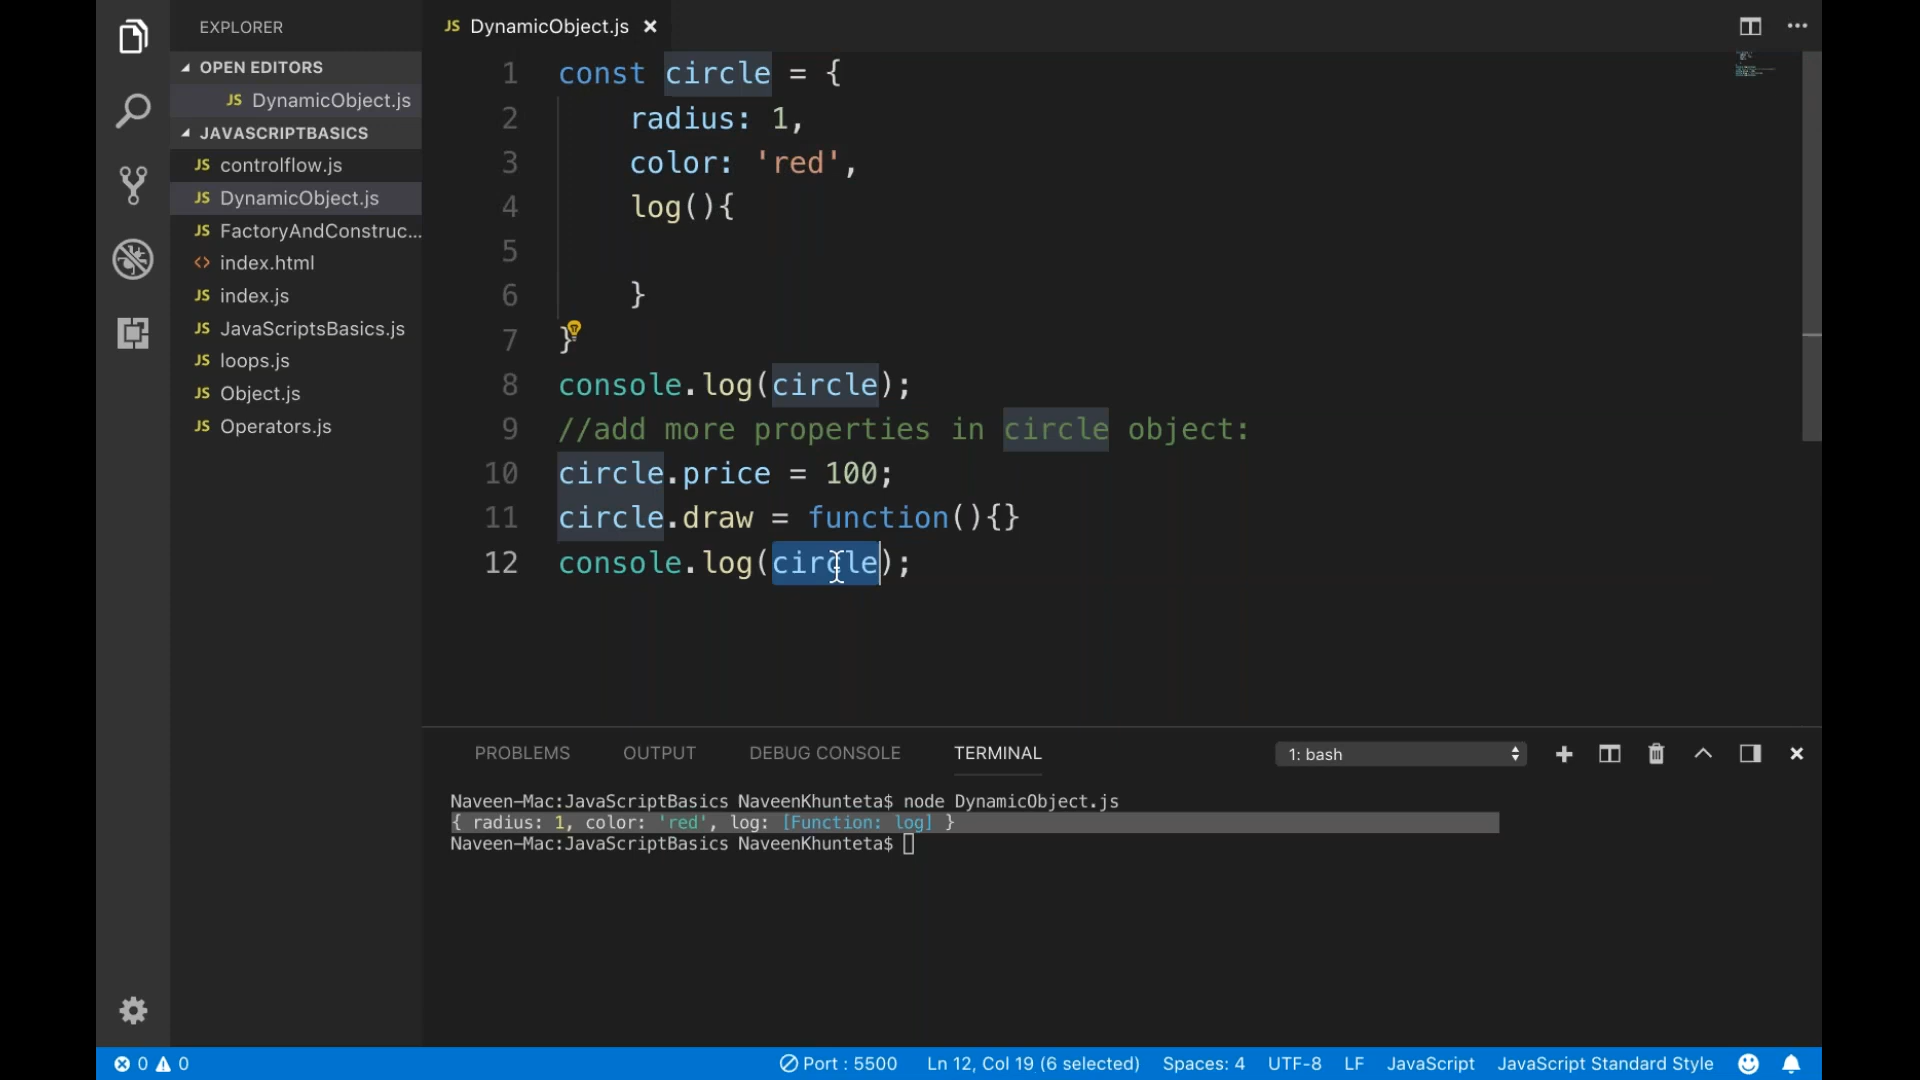 EXPLORER
OPEN EDITORS
JS DynamicObject.js
JAVASCRIPTBASICS
JS controlflow.js
JS DynamicObject.js
JS FactoryAndConstruc...
<> index.html
JS index.js
JS JavaScriptsBasics.js
JS loops.js
JS Object.js
JS Operators.js
JS DynamicObject.js
1 const circle = {
2 radius: 1,
3 color: 'red',
4 log(){
5
6 }
7 }
8 console.log(circle);
9 //add more properties in circle object:
10 circle.price = 100;
11 circle.draw = function(){}
12 console.log(circle);
PROBLEMS OUTPUT DEBUG CONSOLE TERMINAL 1: bash
Naveen-Mac:JavaScriptBasics NaveenKhunteta$ node DynamicObject.js
{ radius: 1, color: 'red', log: [Function: log] }
Naveen-Mac:JavaScriptBasics NaveenKhunteta$
0 0 Port : 5500 Ln 12, Col 19 (6 selected) Spaces: 4 UTF-8 LF JavaScript JavaScript Standard Style